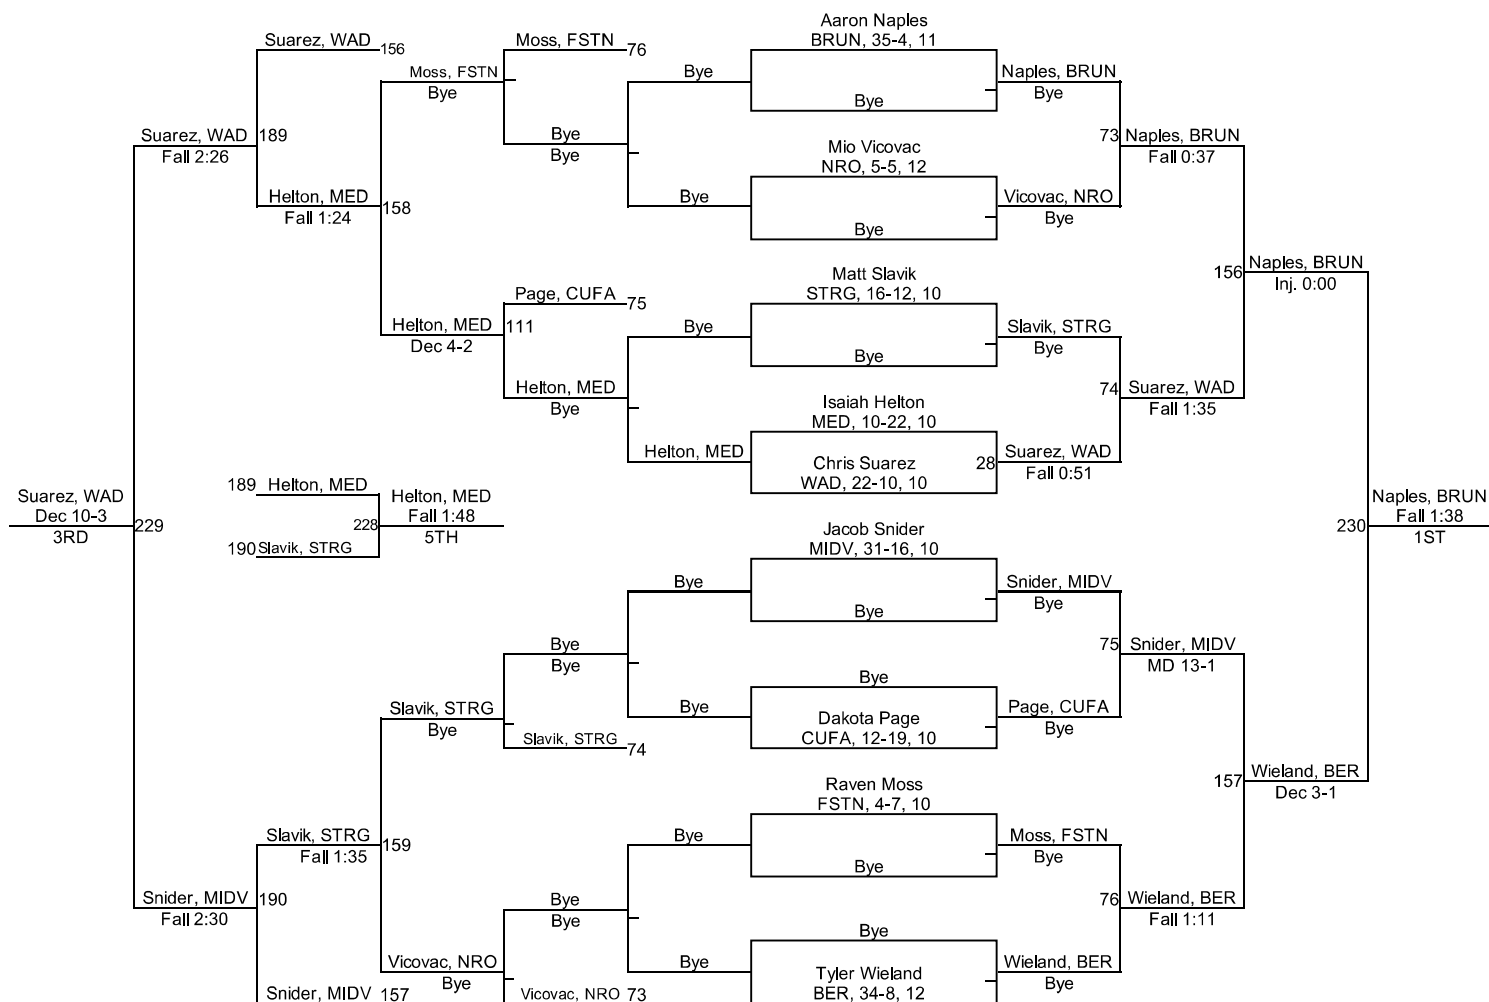 Aaron Naples
Suarez, WAD 156
Moss, FSTN 76
BRUN, 35-4, 11
Moss, FSTN
Bye
Bye
Naples, BRUN
Bye
Bye
Bye
Bye
Suarez, WAD 189
Fall 2:26
Mio Vicovac
NRO, 5-5, 12
73 Naples, BRUN
Fall 0:37
Helton, MED
Fall 1:24
158
Bye
Bye
Vicovac, NRO
Bye
Matt Slavik
STRG, 16-12, 10
156 Naples, BRUN
Inj. 0:00
Page, CUFA 75
Helton, MED 111
Dec 4-2
Bye
Bye
Slavik, STRG
Bye
Helton, MED
Bye
Isaiah Helton
MED, 10-22, 10
74 Suarez, WAD
Fall 1:35
Helton, MED
Chris Suarez
WAD, 22-10, 10
28 Suarez, WAD
Fall 0:51
189 Helton, MED
Helton, MED
Suarez, WAD
Dec 10-3
3RD
229
228
Fall 1:48
5TH
190 Slavik, STRG
Naples, BRUN
230 Fall 1:38
1ST
Jacob Snider
MIDV, 31-16, 10
Bye
Bye
Snider, MIDV
Bye
Bye
Bye
75 Snider, MIDV
MD 13-1
Bye
Slavik, STRG
Bye
Bye
Dakota Page
CUFA, 12-19, 10
Page, CUFA
Bye
Slavik, STRG 74
Raven Moss
FSTN, 4-7, 10
157 Wieland, BER
Dec 3-1
Slavik, STRG
Fall 1:35
159
Bye
Bye
Moss, FSTN
Bye
Snider, MIDV 190
Fall 2:30
Bye
Bye
76 Wieland, BER
Fall 1:11
Bye
Vicovac, NRO
Bye
Bye
Tyler Wieland
BER, 34-8, 12
Wieland, BER
Bye
Snider, MIDV 157
Vicovac, NRO 73